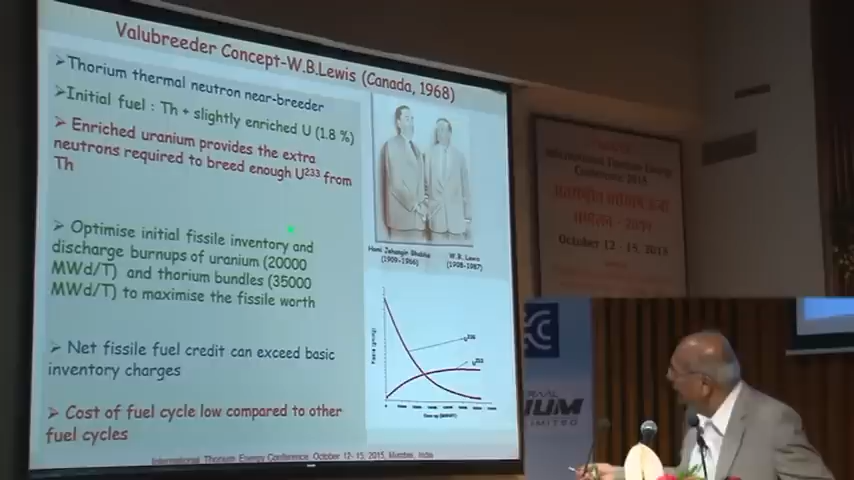 Valubreeder Concept-W.B.Lewis (Canada, 1968)
➢Thorium thermal neutron near-breeder
➢Initial fuel : Th + slightly enriched U (1.8 %)
➢ Enriched uranium provides the extra
neutrons required to breed enough U²³³ from
Th
➢ Optimise initial fissile inventory and
discharge burnups of uranium (20000
MWd/T) and thorium bundles (35000
MWd/T) to maximise the fissile worth
➢ Net fissile fuel credit can exceed basic
inventory charges
➢ Cost of fuel cycle low compared to other
fuel cycles
Homi Jehangir Bhabha
(1909-1966)
W.B. Lewis
(1908-1987)
U²³⁵
U²³³
International Thorium Energy Conference, October 12- 15, 2015, Mumbai, India
International Thorium Energy
Conference 2015
October 12 - 15, 2015
IUM
LIMITED